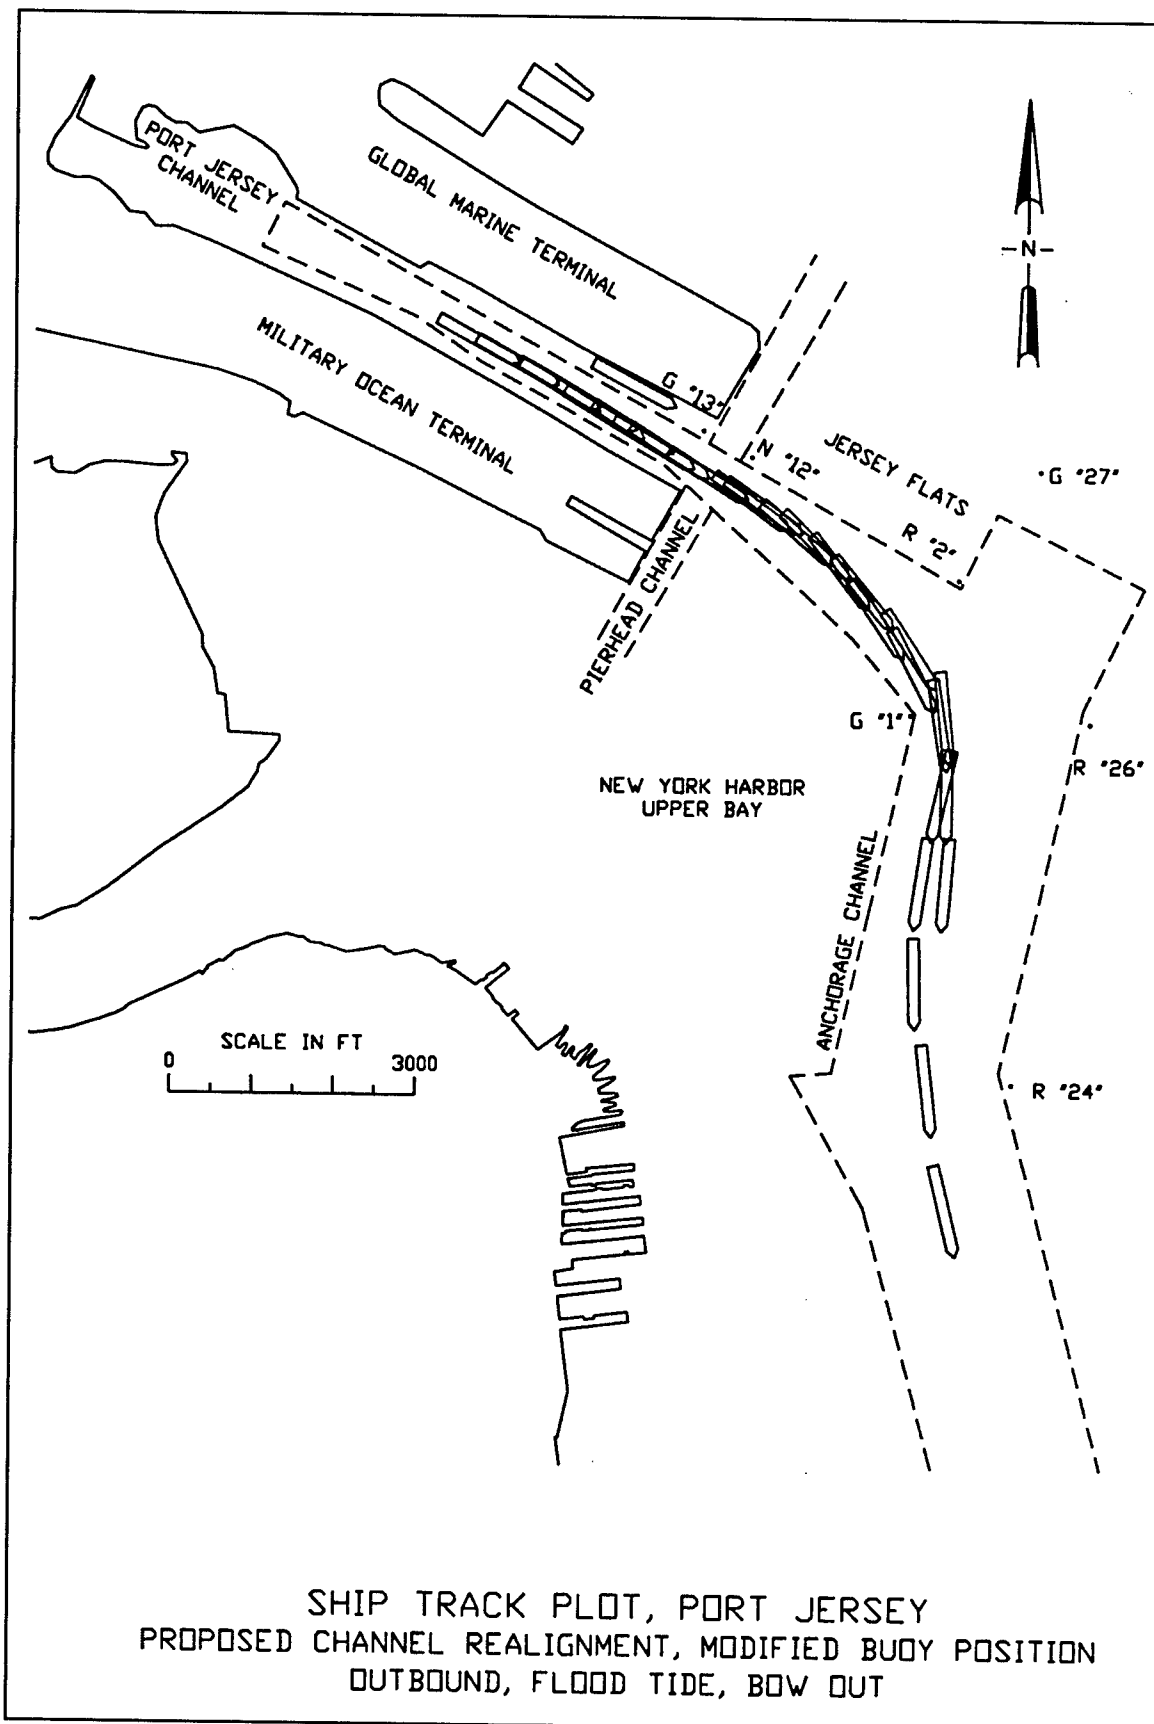 PORT JERSEY
CHANNEL
GLOBAL MARINE TERMINAL
-N-
MILITARY OCEAN TERMINAL
G "13"
N "12"
JERSEY FLATS
G "27"
R "2"
PIERHEAD CHANNEL
G "1"
R "26"
NEW YORK HARBOR
UPPER BAY
ANCHORAGE CHANNEL
SCALE IN FT
0 3000
R "24"
SHIP TRACK PLOT, PORT JERSEY
PROPOSED CHANNEL REALIGNMENT, MODIFIED BUOY POSITION
OUTBOUND, FLOOD TIDE, BOW OUT